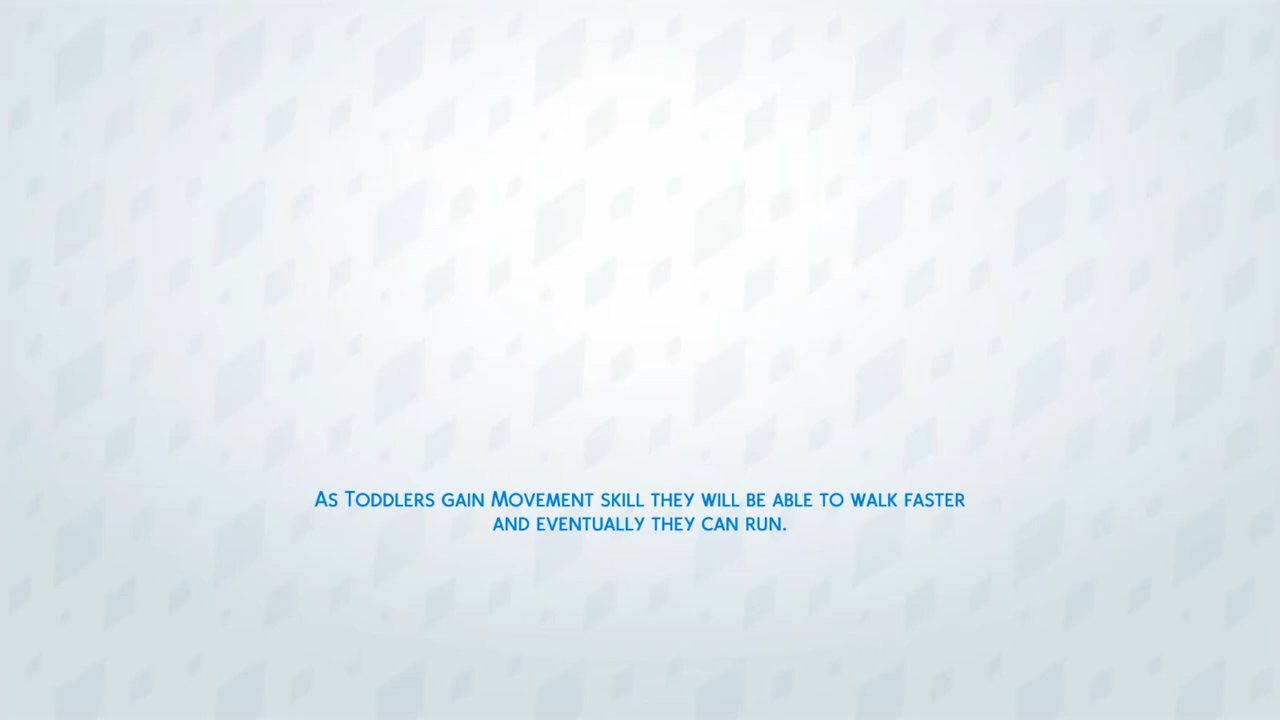 As Toddlers gain Movement skill they will be able to walk faster
and eventually they can run.